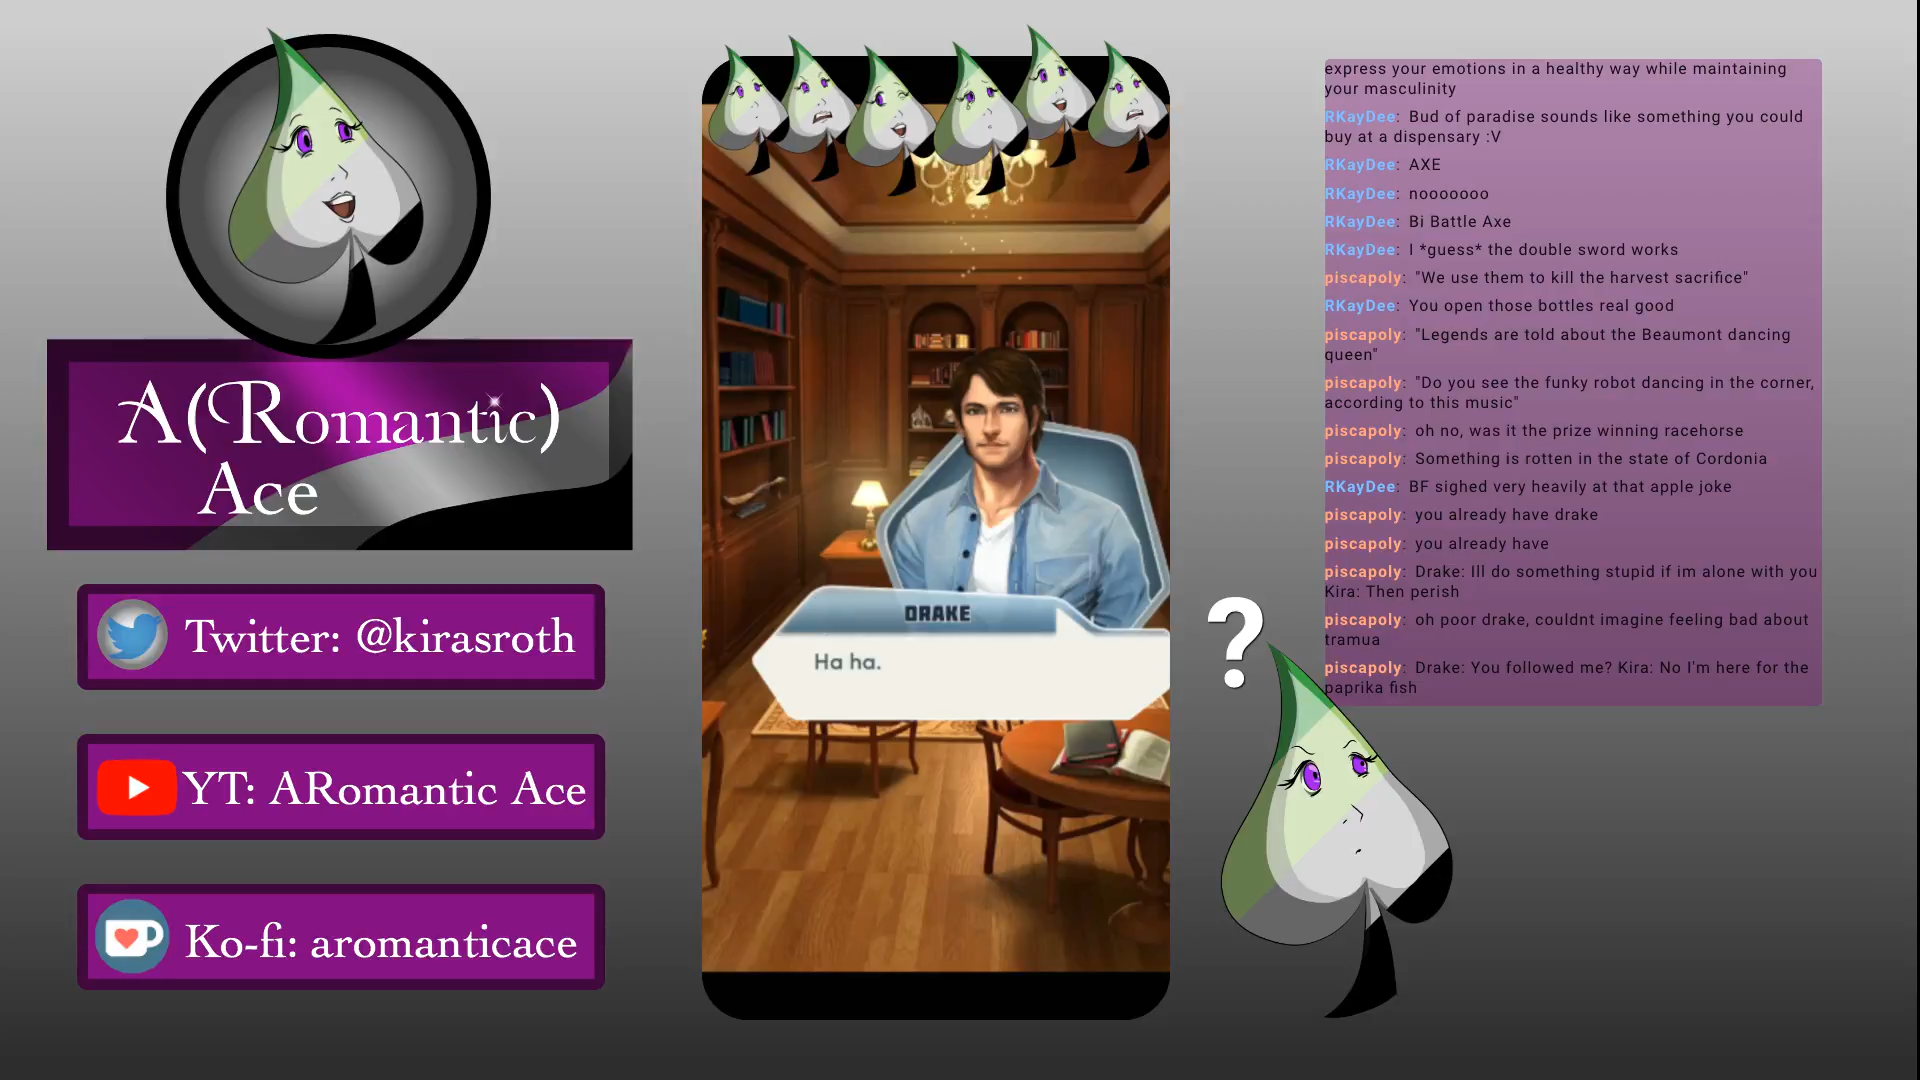 A(Romantic)
Ace
Twitter: @kirasroth
YT: ARomantic Ace
Ko-fi: aromanticace
DRAKE
Ha ha.
?
express your emotions in a healthy way while maintaining
your masculinity
RKayDee: Bud of paradise sounds like something you could
buy at a dispensary :V
RKayDee: AXE
RKayDee: nooooooo
RKayDee: Bi Battle Axe
RKayDee: I *guess* the double sword works
piscapoly: "We use them to kill the harvest sacrifice"
RKayDee: You open those bottles real good
piscapoly: "Legends are told about the Beaumont dancing
queen"
piscapoly: "Do you see the funky robot dancing in the corner,
according to this music"
piscapoly: oh no, was it the prize winning racehorse
piscapoly: Something is rotten in the state of Cordonia
RKayDee: BF sighed very heavily at that apple joke
piscapoly: you already have drake
piscapoly: you already have
piscapoly: Drake: Ill do something stupid if im alone with you
Kira: Then perish
piscapoly: oh poor drake, couldnt imagine feeling bad about
tramua
piscapoly: Drake: You followed me? Kira: No I'm here for the
paprika fish